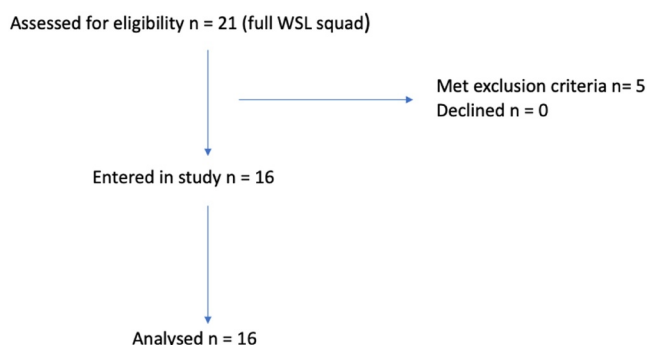 Assessed for eligibility n = 21 (full WSL squad)
Met exclusion criteria n= 5
Declined n = 0
Entered in study n = 16
Analysed n = 16